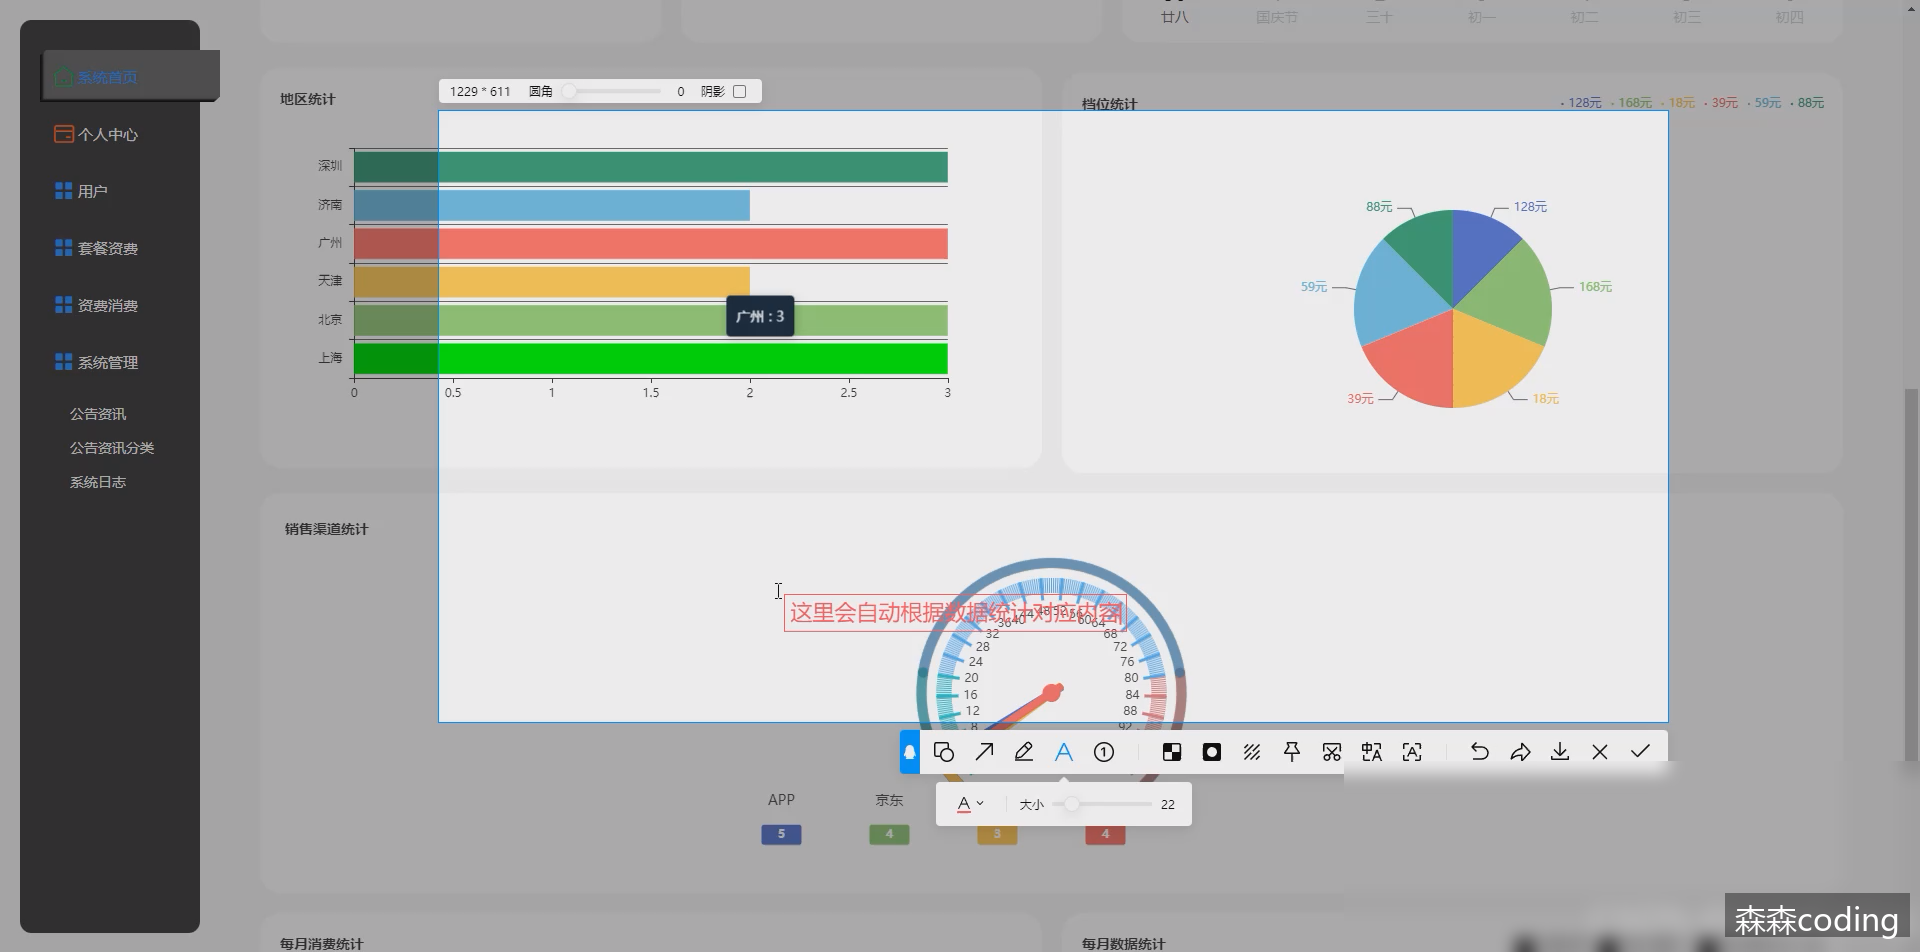 廿八 国庆节 三十 初一 初二 初三 初四
系统首页
个人中心
用户
套餐资费
资费消费
系统管理
公告资讯
公告资讯分类
系统日志
1229 * 611 圆角 0 阴影
地区统计
深圳
济南
广州
天津
北京
上海
0 0.5 1 1.5 2 2.5 3
广州 : 3
档位统计
128元 168元 18元 39元 59元 88元
88元 128元
59元 168元
39元 18元
销售渠道统计
这里会自动根据数据统计对应内容
8
12
16
20
24
28
32
36
40
44
48
52
56
60
64
68
72
76
80
84
88
92
大小 22
APP 京东
5 4 3 4
每月消费统计
每月数据统计
森森coding